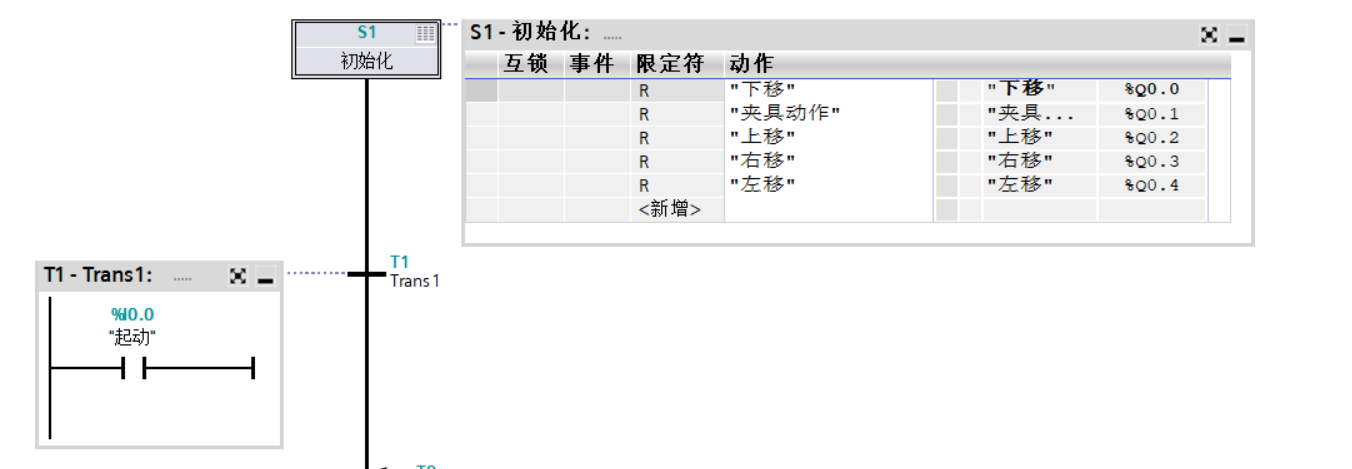 S1
初始化
S1 - 初始化: .....
互锁 事件 限定符 动作
R "下移" "下移" %Q0.0
R "夹具动作" "夹具... %Q0.1
R "上移" "上移" %Q0.2
R "右移" "右移" %Q0.3
R "左移" "左移" %Q0.4
<新增>
T1
Trans1
T1 - Trans1: .....
%I0.0
"起动"